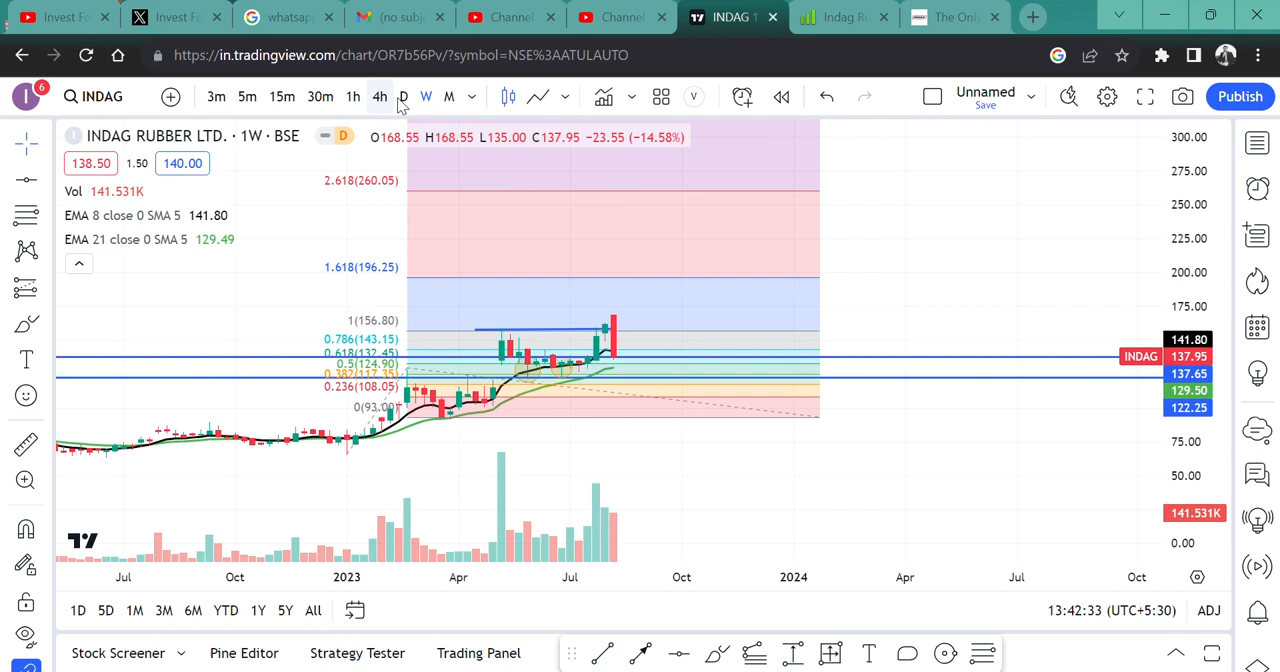 Invest Fo
Invest Fo
whatsap
(no subj
Channel
Channel
INDAG 1
Indag Ru
The Only
https://in.tradingview.com/chart/OR7b56Pv/?symbol=NSE%3AATULAUTO
I 6 INDAG 3m 5m 15m 30m 1h 4h D W M V Unnamed Save Publish
I INDAG RUBBER LTD. · 1W · BSE D O168.55 H168.55 L135.00 C137.95 −23.55 (−14.58%)
138.50 1.50 140.00
Vol 141.531K
EMA 8 close 0 SMA 5 141.80
EMA 21 close 0 SMA 5 129.49
2.618(260.05)
1.618(196.25)
1(156.80)
0.786(143.15)
0.618(132.45)
0.5(124.90)
0.382(117.35)
0.236(108.05)
0(93.00)
300.00
275.00
250.00
225.00
200.00
175.00
141.80
INDAG 137.95
137.65
129.50
122.25
75.00
50.00
141.531K
0.00
Jul Oct 2023 Apr Jul Oct 2024 Apr Jul Oct
1D 5D 1M 3M 6M YTD 1Y 5Y All 13:42:33 (UTC+5:30) ADJ
Stock Screener Pine Editor Strategy Tester Trading Panel T